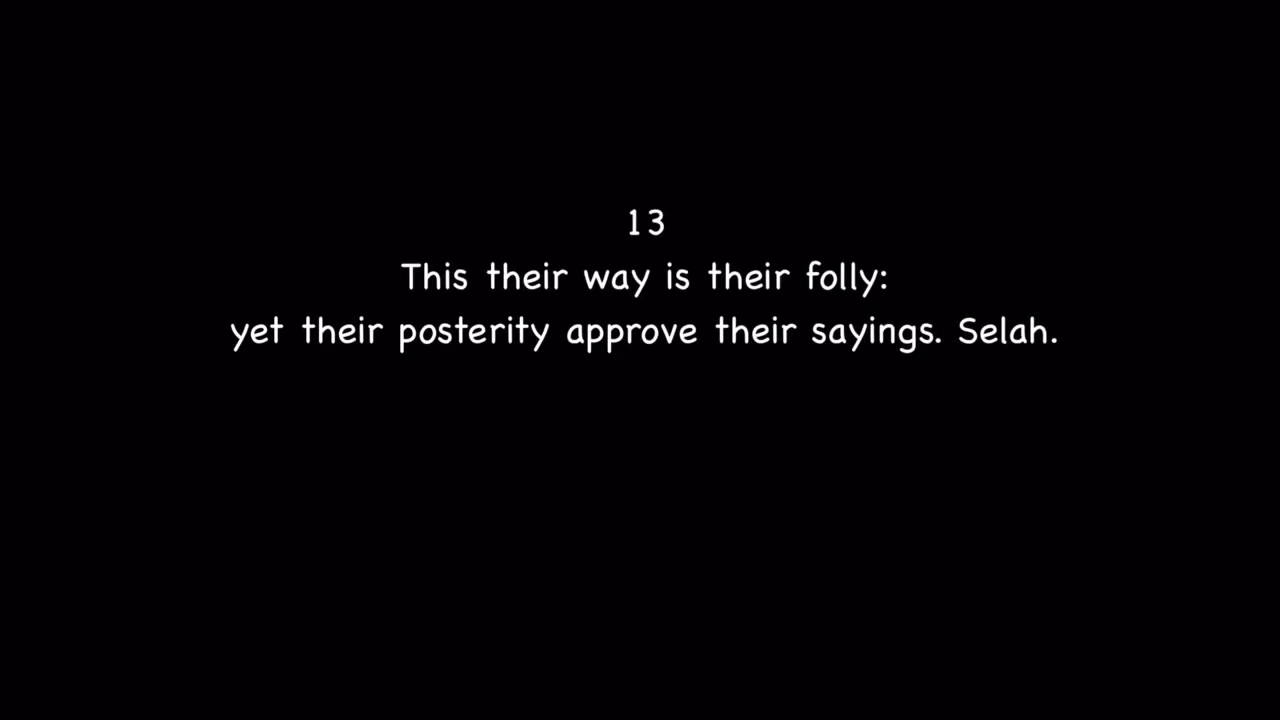 13
This their way is their folly:
yet their posterity approve their sayings. Selah.